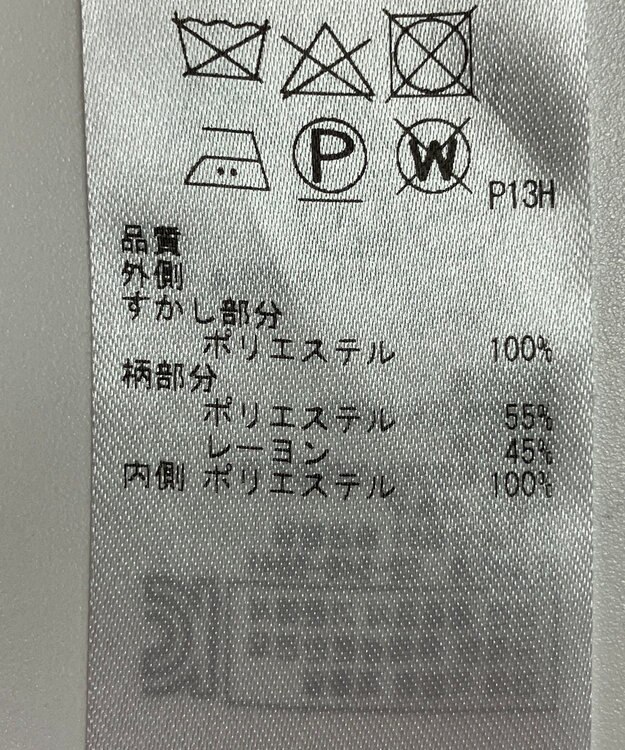 P W P13H
品質
外側
すかし部分
ポリエステル 100%
柄部分
ポリエステル 55%
レーヨン 45%
内側 ポリエステル 100%